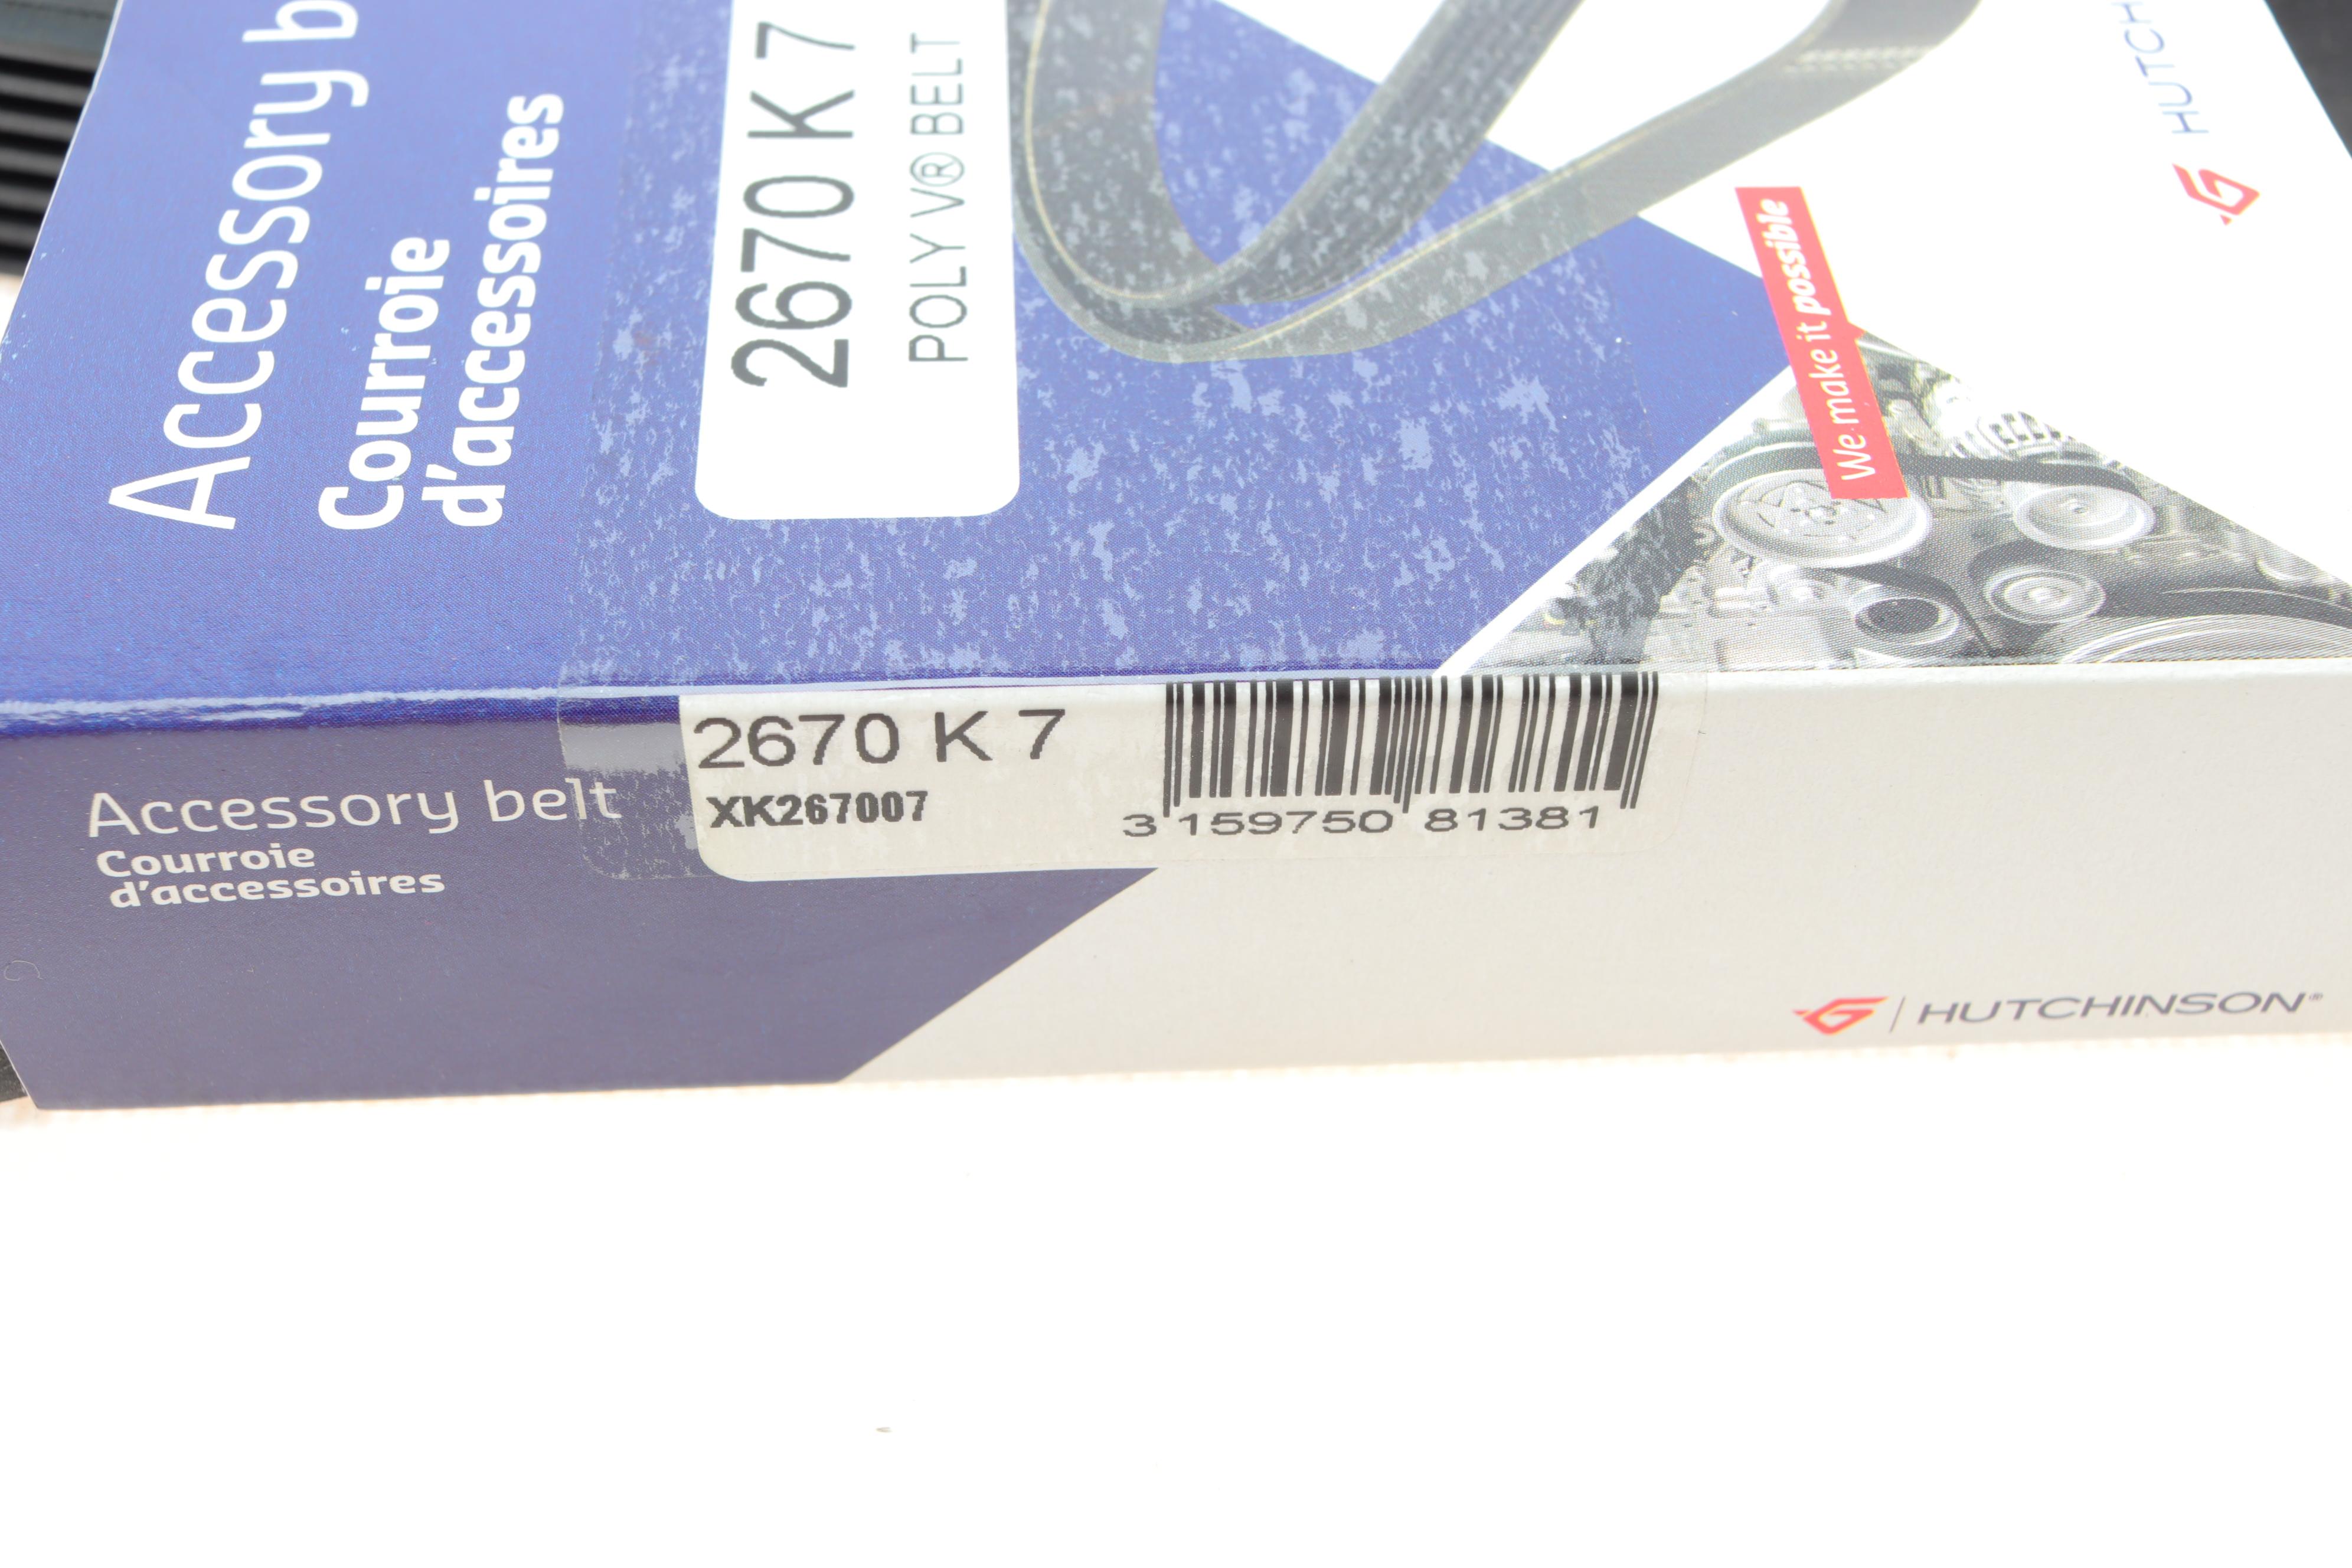 Accessory b
Courroie
d'accessoires
2670 K 7
POLY V® BELT
We make it possible
HUTCH
2670 K 7
XK267007
3 159750 81381
Accessory belt
Courroie
d'accessoires
HUTCHINSON®